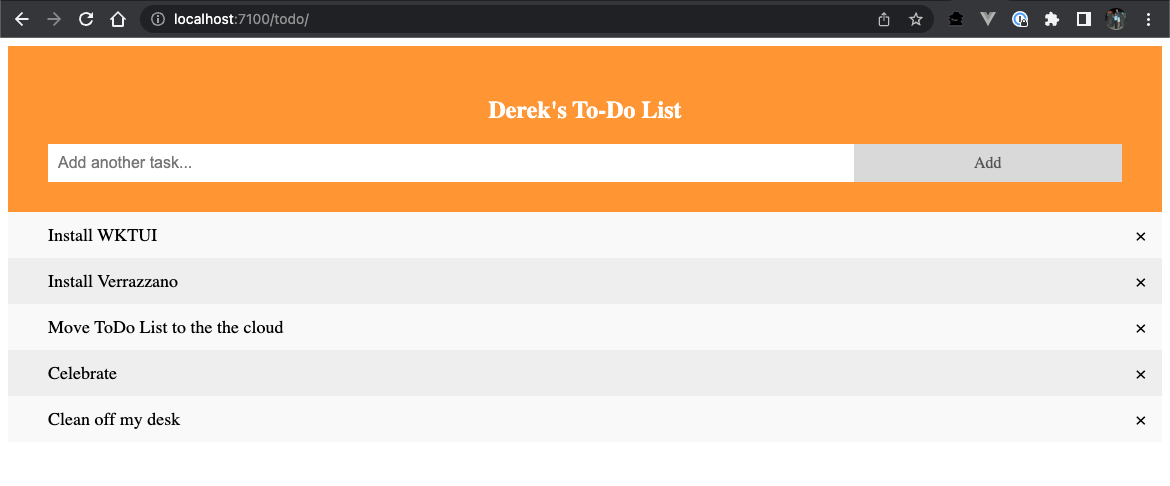 localhost:7100/todo/
Derek's To-Do List
Add another task... Add
Install WKTUI ×
Install Verrazzano ×
Move ToDo List to the the cloud ×
Celebrate ×
Clean off my desk ×